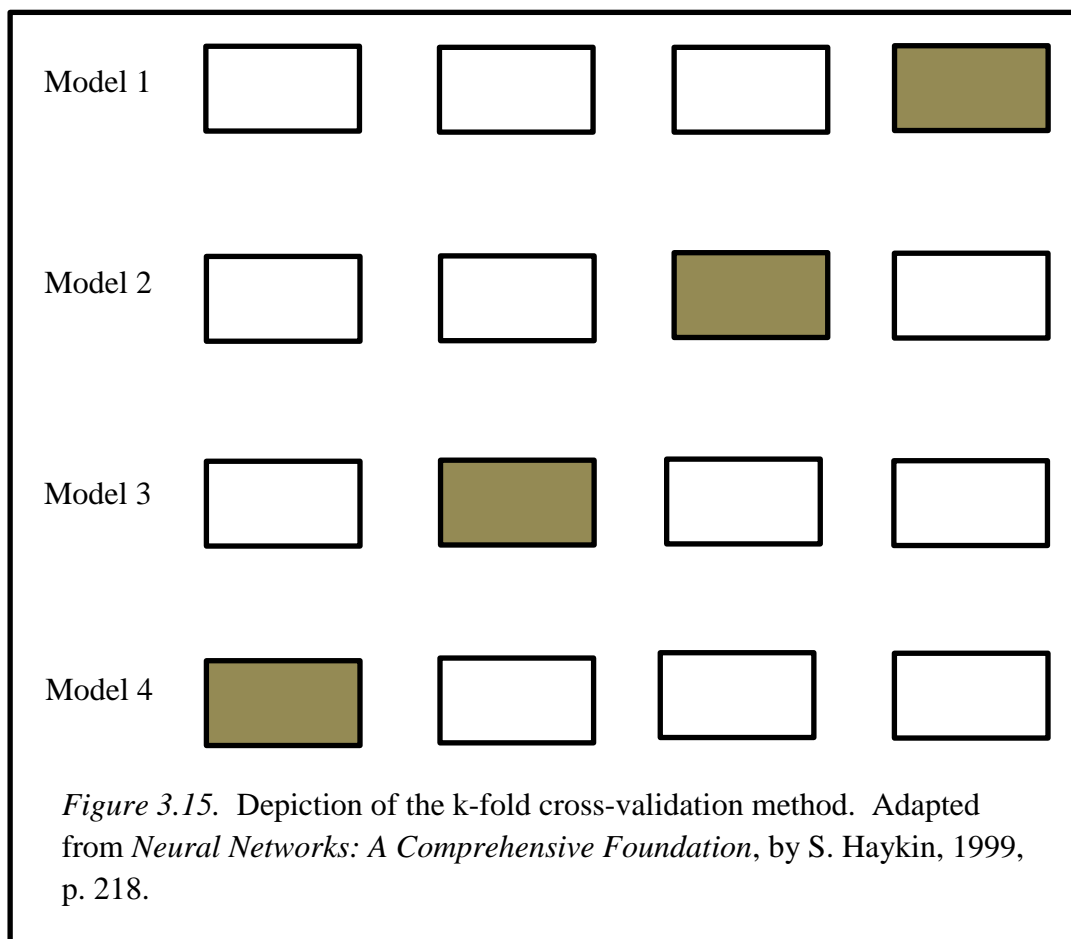 Model 1
Model 2
Model 3
Model 4
Figure 3.15.  Depiction of the k-fold cross-validation method.  Adapted
from Neural Networks: A Comprehensive Foundation, by S. Haykin, 1999,
p. 218.